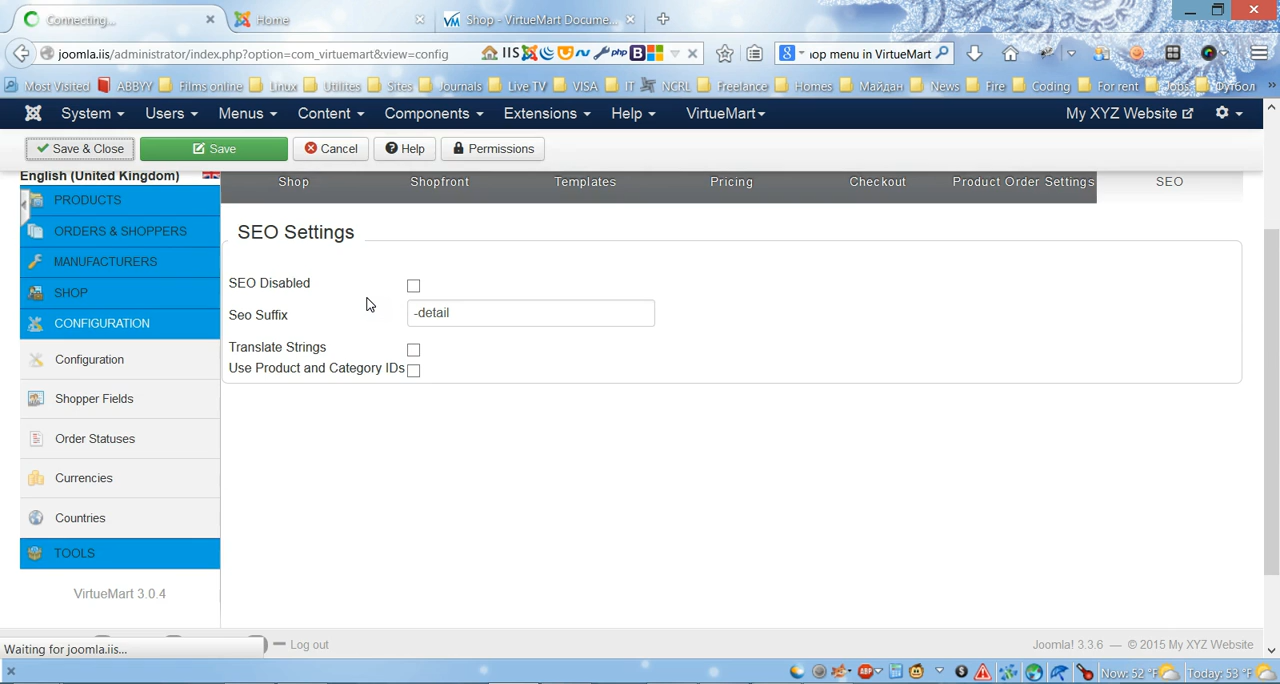 Connecting...
Home
Shop - VirtueMart Docume...
joomla.iis/administrator/index.php?option=com_virtuemart&view=config
IIS
php
B
8
top menu in VirtueMart
Most Visited
ABBYY
Films online
Linux
Utilites
Sites
Journals
Live TV
VISA
IT
NCRL
Freelance
Homes
Майдан
News
Fire
Coding
For rent
Jobs
Футбол
System
Users
Menus
Content
Components
Extensions
Help
VirtueMart
My XYZ Website
Save & Close
Save
Cancel
Help
Permissions
English (United Kingdom)
Shop
Shopfront
Templates
Pricing
Checkout
Product Order Settings
SEO
PRODUCTS
ORDERS & SHOPPERS
MANUFACTURERS
SHOP
CONFIGURATION
Configuration
Shopper Fields
Order Statuses
Currencies
Countries
TOOLS
VirtueMart 3.0.4
SEO Settings
SEO Disabled
Seo Suffix
-detail
Translate Strings
Use Product and Category IDs
Log out
Joomla! 3.3.6 — © 2015 My XYZ Website
Waiting for joomla.iis...
ABP
Now: 52 °F
Today: 53 °F